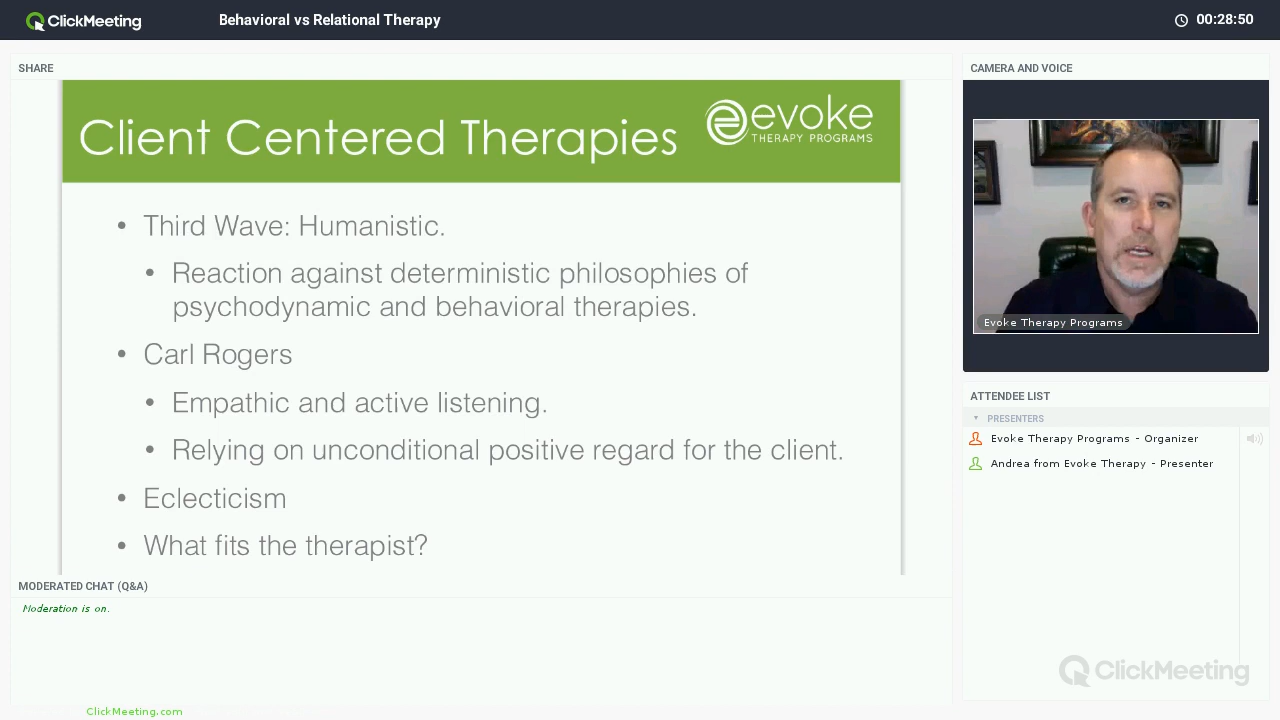 ClickMeeting
Behavioral vs Relational Therapy
00:28:50
SHARE
Client Centered Therapies
evoke
THERAPY PROGRAMS
• Third Wave: Humanistic.
• Reaction against deterministic philosophies of
psychodynamic and behavioral therapies.
• Carl Rogers
• Empathic and active listening.
• Relying on unconditional positive regard for the client.
• Eclecticism
• What fits the therapist?
MODERATED CHAT (Q&A)
Moderation is on.
ClickMeeting.com
CAMERA AND VOICE
Evoke Therapy Programs
ATTENDEE LIST
PRESENTERS
Evoke Therapy Programs - Organizer
Andrea from Evoke Therapy - Presenter
ClickMeeting